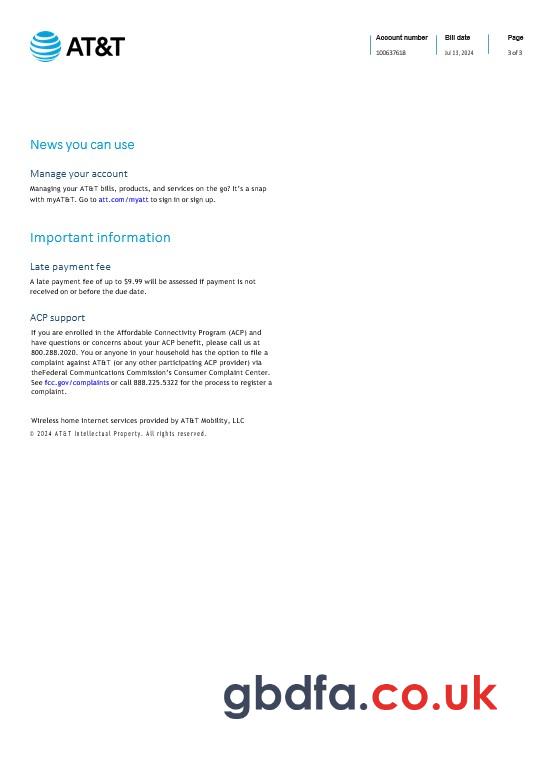 AT&T
Account number Bill date Page
100637618 Jul 13, 2024 3 of 3
News you can use
Manage your account
Managing your AT&T bills, products, and services on the go? It's a snap
with myAT&T. Go to att.com/myatt to sign in or sign up.
Important information
Late payment fee
A late payment fee of up to $9.99 will be assessed if payment is not
received on or before the due date.
ACP support
If you are enrolled in the Affordable Connectivity Program (ACP) and
have questions or concerns about your ACP benefit, please call us at
800.288.2020. You or anyone in your household has the option to file a
complaint against AT&T (or any other participating ACP provider) via
theFederal Communications Commission's Consumer Complaint Center.
See fcc.gov/complaints or call 888.225.5322 for the process to register a
complaint.
Wireless home internet services provided by AT&T Mobility, LLC
© 2024 AT&T Intellectual Property. All rights reserved.
gbdfa.co.uk